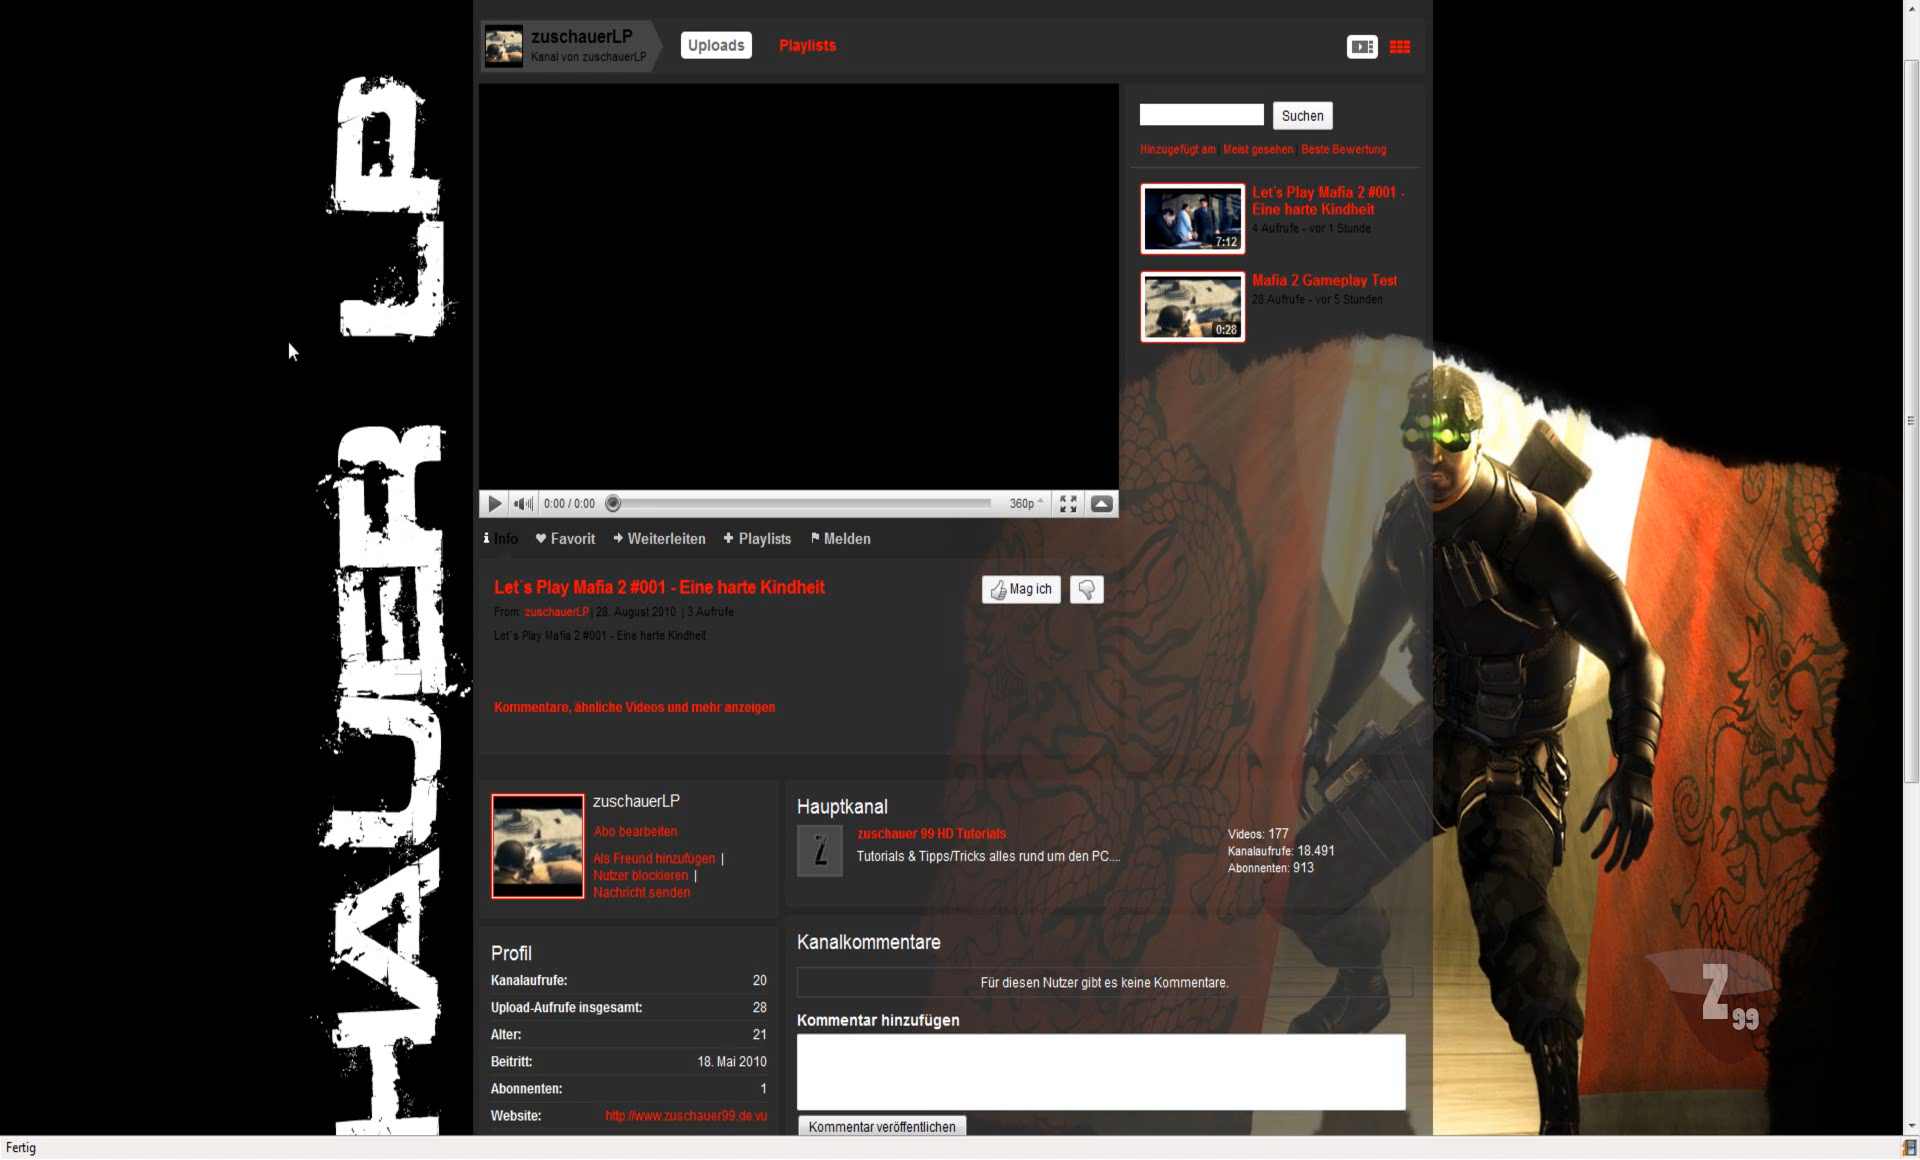 zuschauerLP
Kanal von zuschauerLP
Uploads
Playlists
HAUER LP
Suchen
Hinzugefügt am | Meist gesehen | Beste Bewertung
Let´s Play Mafia 2 #001 -
Eine harte Kindheit
4 Aufrufe - vor 1 Stunde
7:12
Mafia 2 Gameplay Test
28 Aufrufe - vor 5 Stunden
0:28
0:00 / 0:00
360p
Info
Favorit
Weiterleiten
Playlists
Melden
Let´s Play Mafia 2 #001 - Eine harte Kindheit
Mag ich
From: zuschauerLP | 28. August 2010 | 3 Aufrufe
Let´s Play Mafia 2 #001 - Eine harte Kindheit
Kommentare, ähnliche Videos und mehr anzeigen
zuschauerLP
Abo bearbeiten
Als Freund hinzufügen |
Nutzer blockieren |
Nachricht senden
Hauptkanal
Z
zuschauer 99 HD Tutorials
Tutorials & Tipps/Tricks alles rund um den PC....
Videos: 177
Kanalaufrufe: 18.491
Abonnenten: 913
Profil
Kanalaufrufe: 20
Upload-Aufrufe insgesamt: 28
Alter: 21
Beitritt: 18. Mai 2010
Abonnenten: 1
Website: http://www.zuschauer99.de.vu
Kanalkommentare
Für diesen Nutzer gibt es keine Kommentare.
Kommentar hinzufügen
Kommentar veröffentlichen
Z 99
Fertig